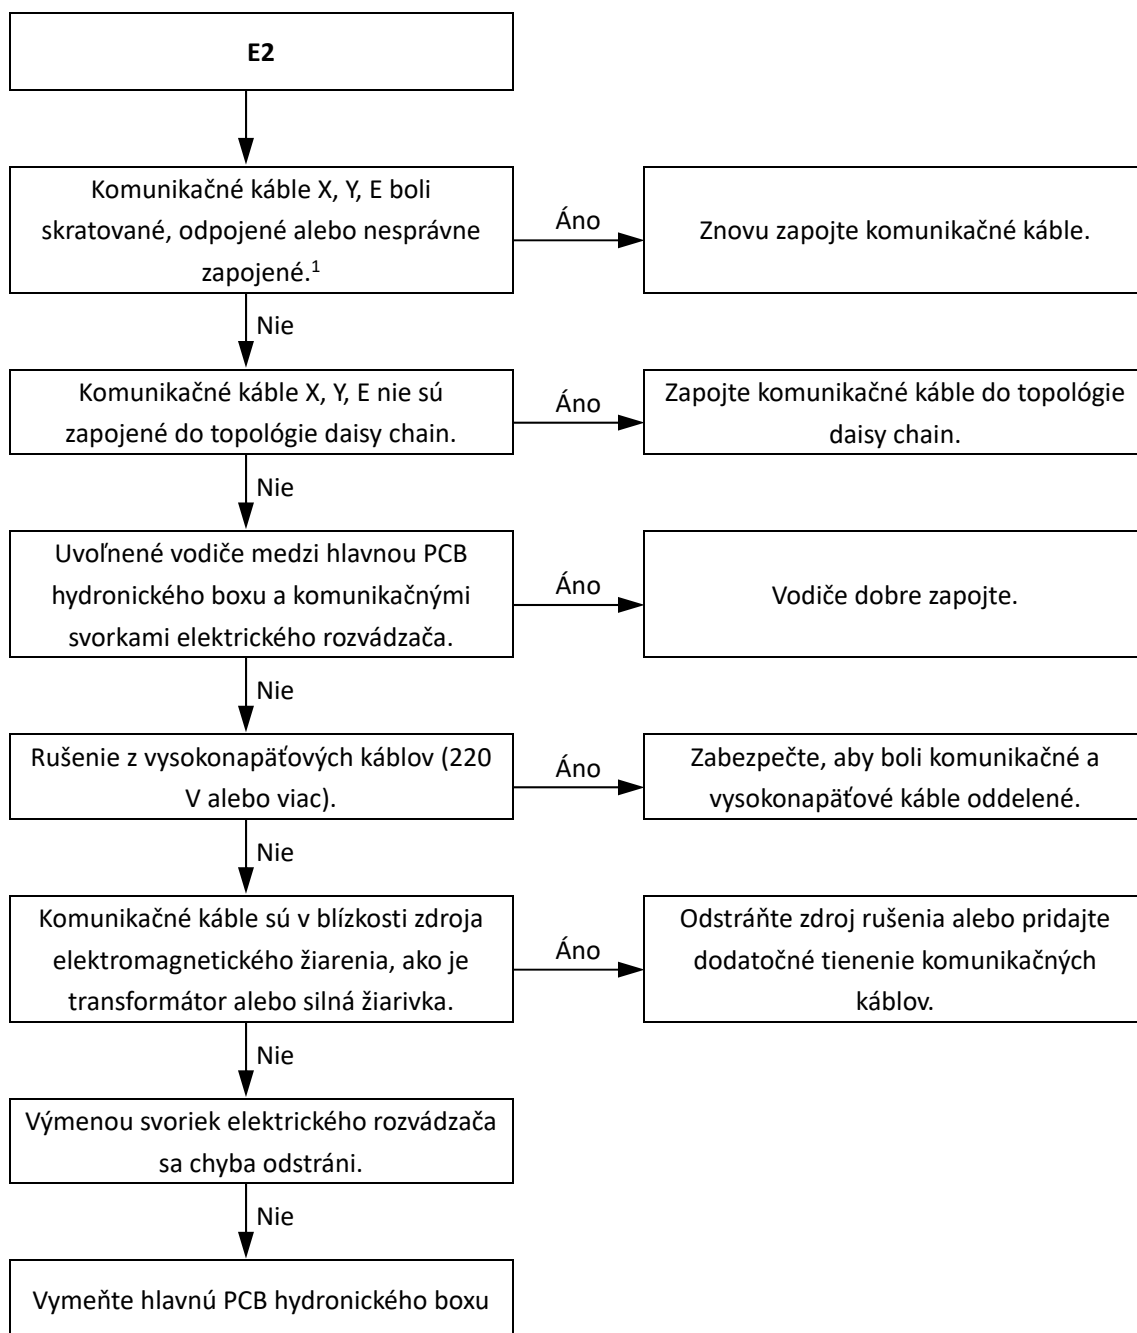 E2
Komunikačné káble X, Y, E boli
skratované, odpojené alebo nesprávne
zapojené.¹
Áno
Znovu zapojte komunikačné káble.
Nie
Komunikačné káble X, Y, E nie sú
zapojené do topológie daisy chain.
Áno
Zapojte komunikačné káble do topológie
daisy chain.
Nie
Uvoľnené vodiče medzi hlavnou PCB
hydronického boxu a komunikačnými
svorkami elektrického rozvádzača.
Áno
Vodiče dobre zapojte.
Nie
Rušenie z vysokonapäťových káblov (220
V alebo viac).
Áno
Zabezpečte, aby boli komunikačné a
vysokonapäťové káble oddelené.
Nie
Komunikačné káble sú v blízkosti zdroja
elektromagnetického žiarenia, ako je
transformátor alebo silná žiarivka.
Áno
Odstráňte zdroj rušenia alebo pridajte
dodatočné tienenie komunikačných
káblov.
Nie
Výmenou svoriek elektrického rozvádzača
sa chyba odstráni.
Nie
Vymeňte hlavnú PCB hydronického boxu